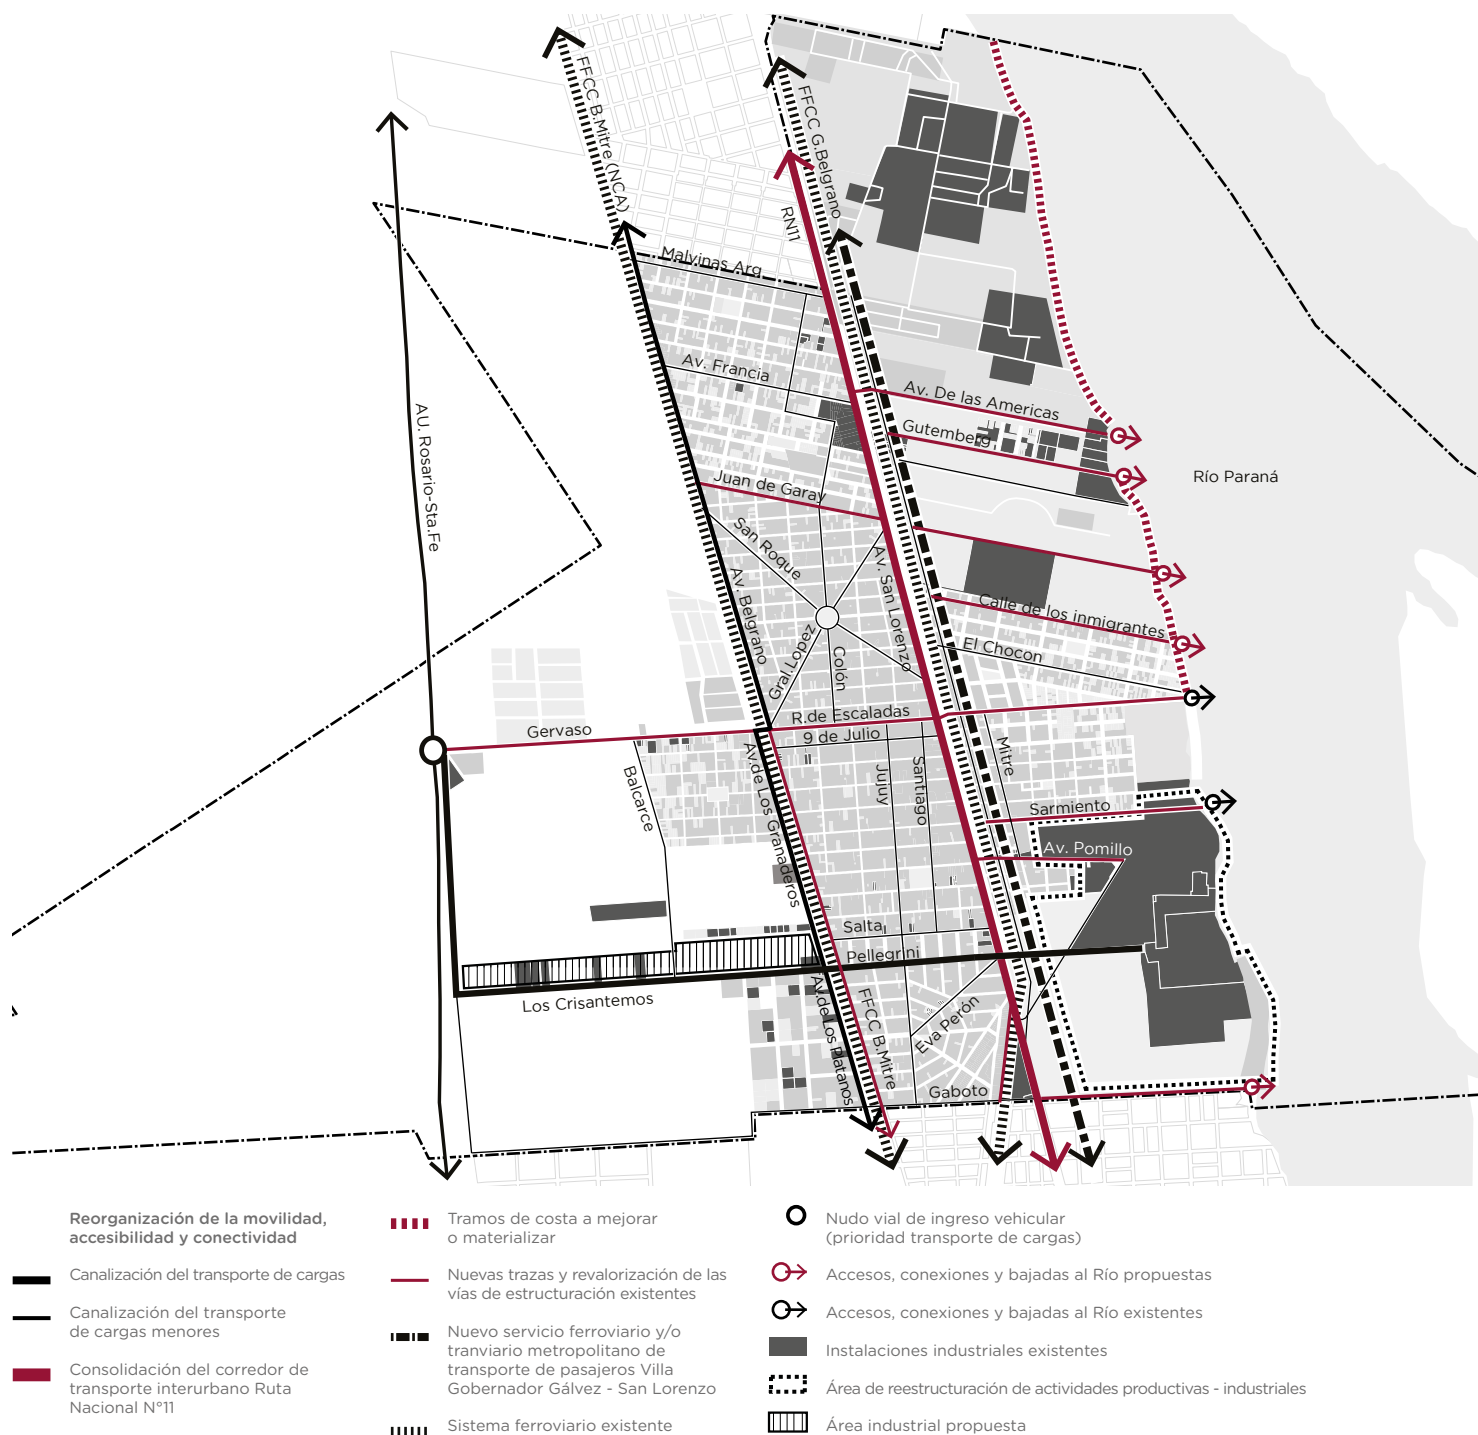 FFCC B.Mitre (NCA)
FFCC G.Belgrano
RN11
Malvinas Arg
Av. Francia
Av. De las Americas
Gutemberg
Juan de Garay
San Roque
Av. Belgrano
Av. San Lorenzo
Río Paraná
AU. Rosario-Sta.Fe
Calle de los inmigrantes
El Chocon
Gral.Lopez
Colón
R.de Escaladas
9 de Julio
Gervaso
Balcarce
Av.de Los Granaderos
Jujuy
Santiago
Mitre
Sarmiento
Av. Pomillo
Salta
Pellegrini
Los Crisantemos
Av.de Los Platanos
FFCC B.Mitre
Eva Perón
Gaboto
Reorganización de la movilidad,
accesibilidad y conectividad
Canalización del transporte de cargas
Canalización del transporte
de cargas menores
Consolidación del corredor de
transporte interurbano Ruta
Nacional N°11
Tramos de costa a mejorar
o materializar
Nuevas trazas y revalorización de las
vías de estructuración existentes
Nuevo servicio ferroviario y/o
tranviario metropolitano de
transporte de pasajeros Villa
Gobernador Gálvez - San Lorenzo
Sistema ferroviario existente
Nudo vial de ingreso vehicular
(prioridad transporte de cargas)
Accesos, conexiones y bajadas al Río propuestas
Accesos, conexiones y bajadas al Río existentes
Instalaciones industriales existentes
Área de reestructuración de actividades productivas - industriales
Área industrial propuesta